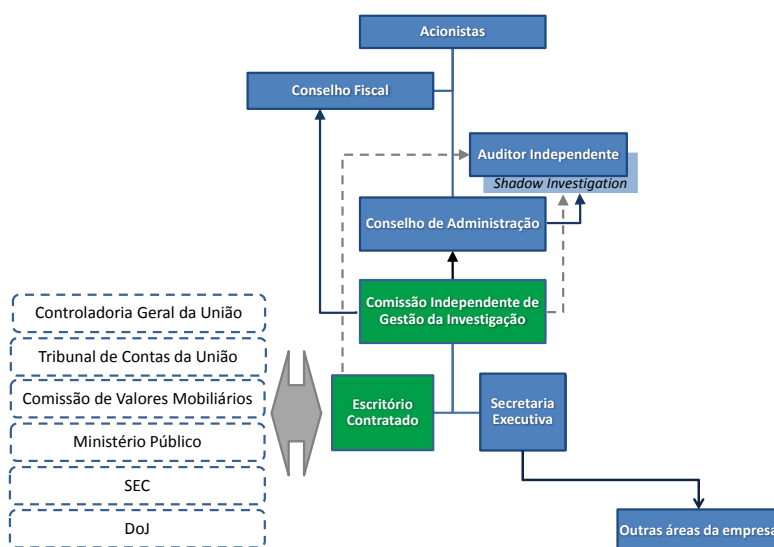 Acionistas
Conselho Fiscal
Auditor Independente
Shadow Investigation
Conselho de Administração
Comissão Independente de
Gestão da Investigação
Controladoria Geral da União
Tribunal de Contas da União
Comissão de Valores Mobiliários
Ministério Público
SEC
DoJ
Escritório
Contratado
Secretaria
Executiva
Outras áreas da empresa